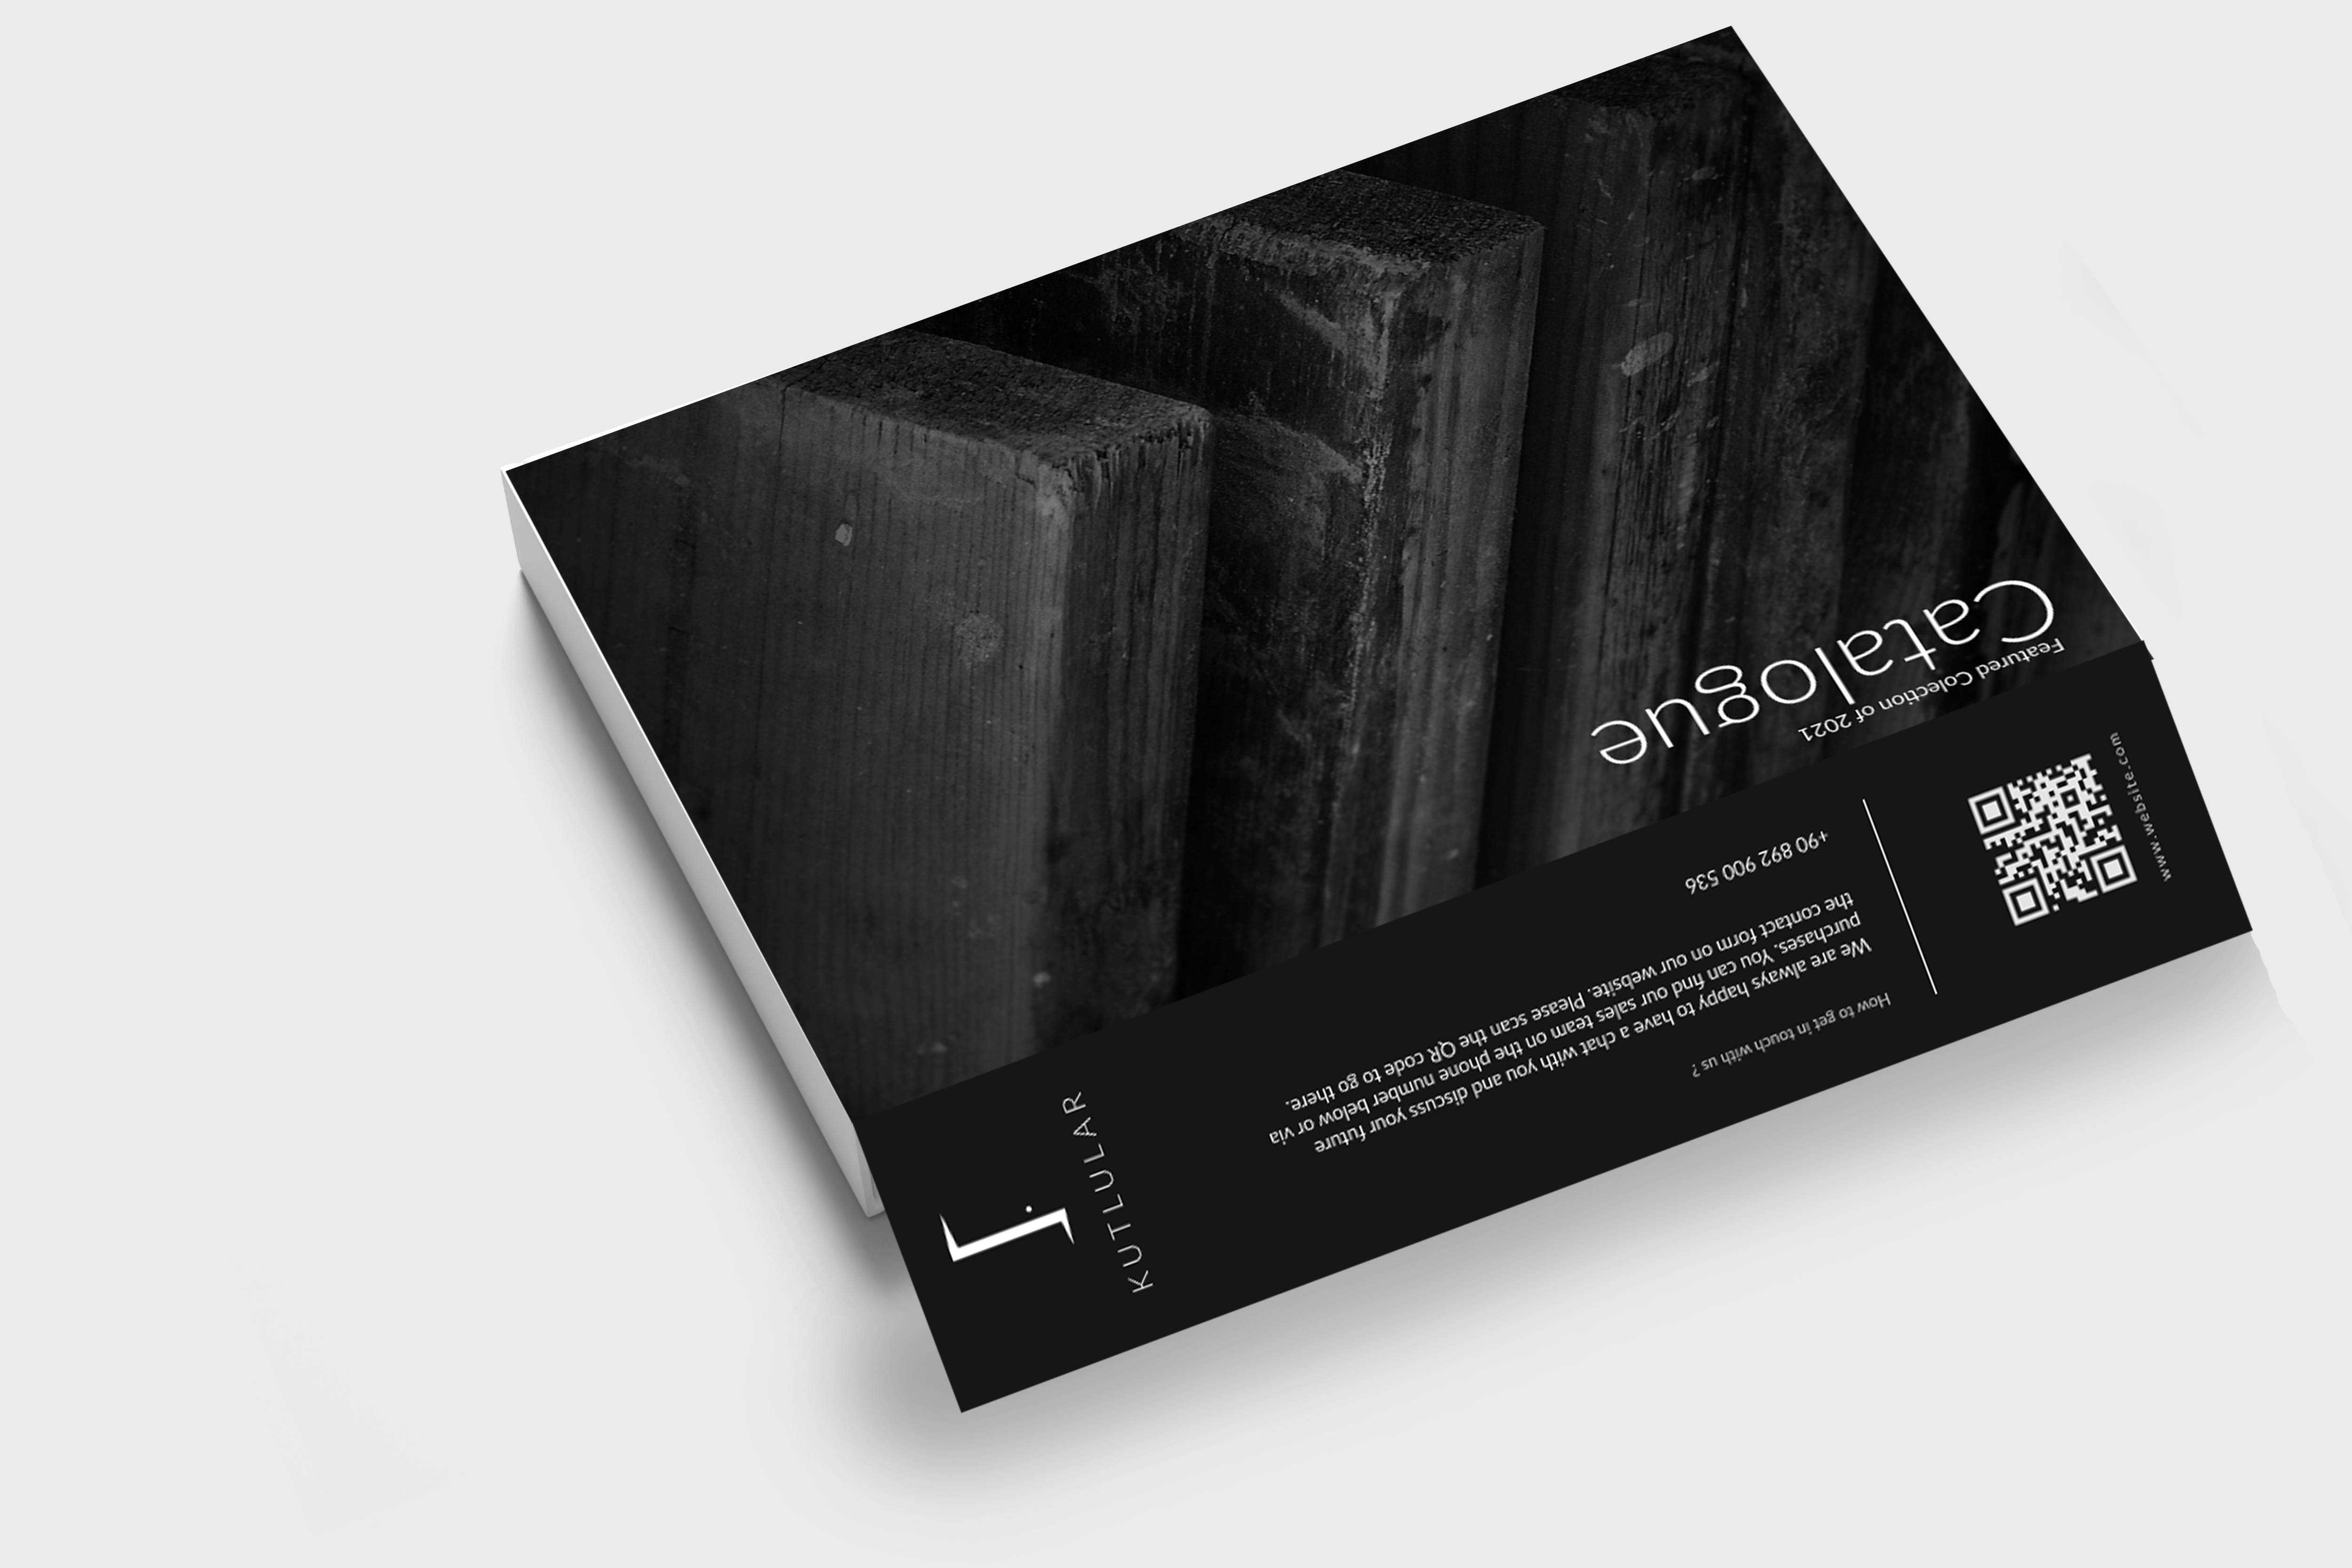 Catalogue
Featured Colection of 2021
How to get in touch with us ?
We are always happy to have a chat with you and discuss your future
purchases. You can find our sales team on the phone number below or via
the contact form on our website. Please scan the QR code to go there.
+90 892 900 536
www.website.com
KUTLULAR